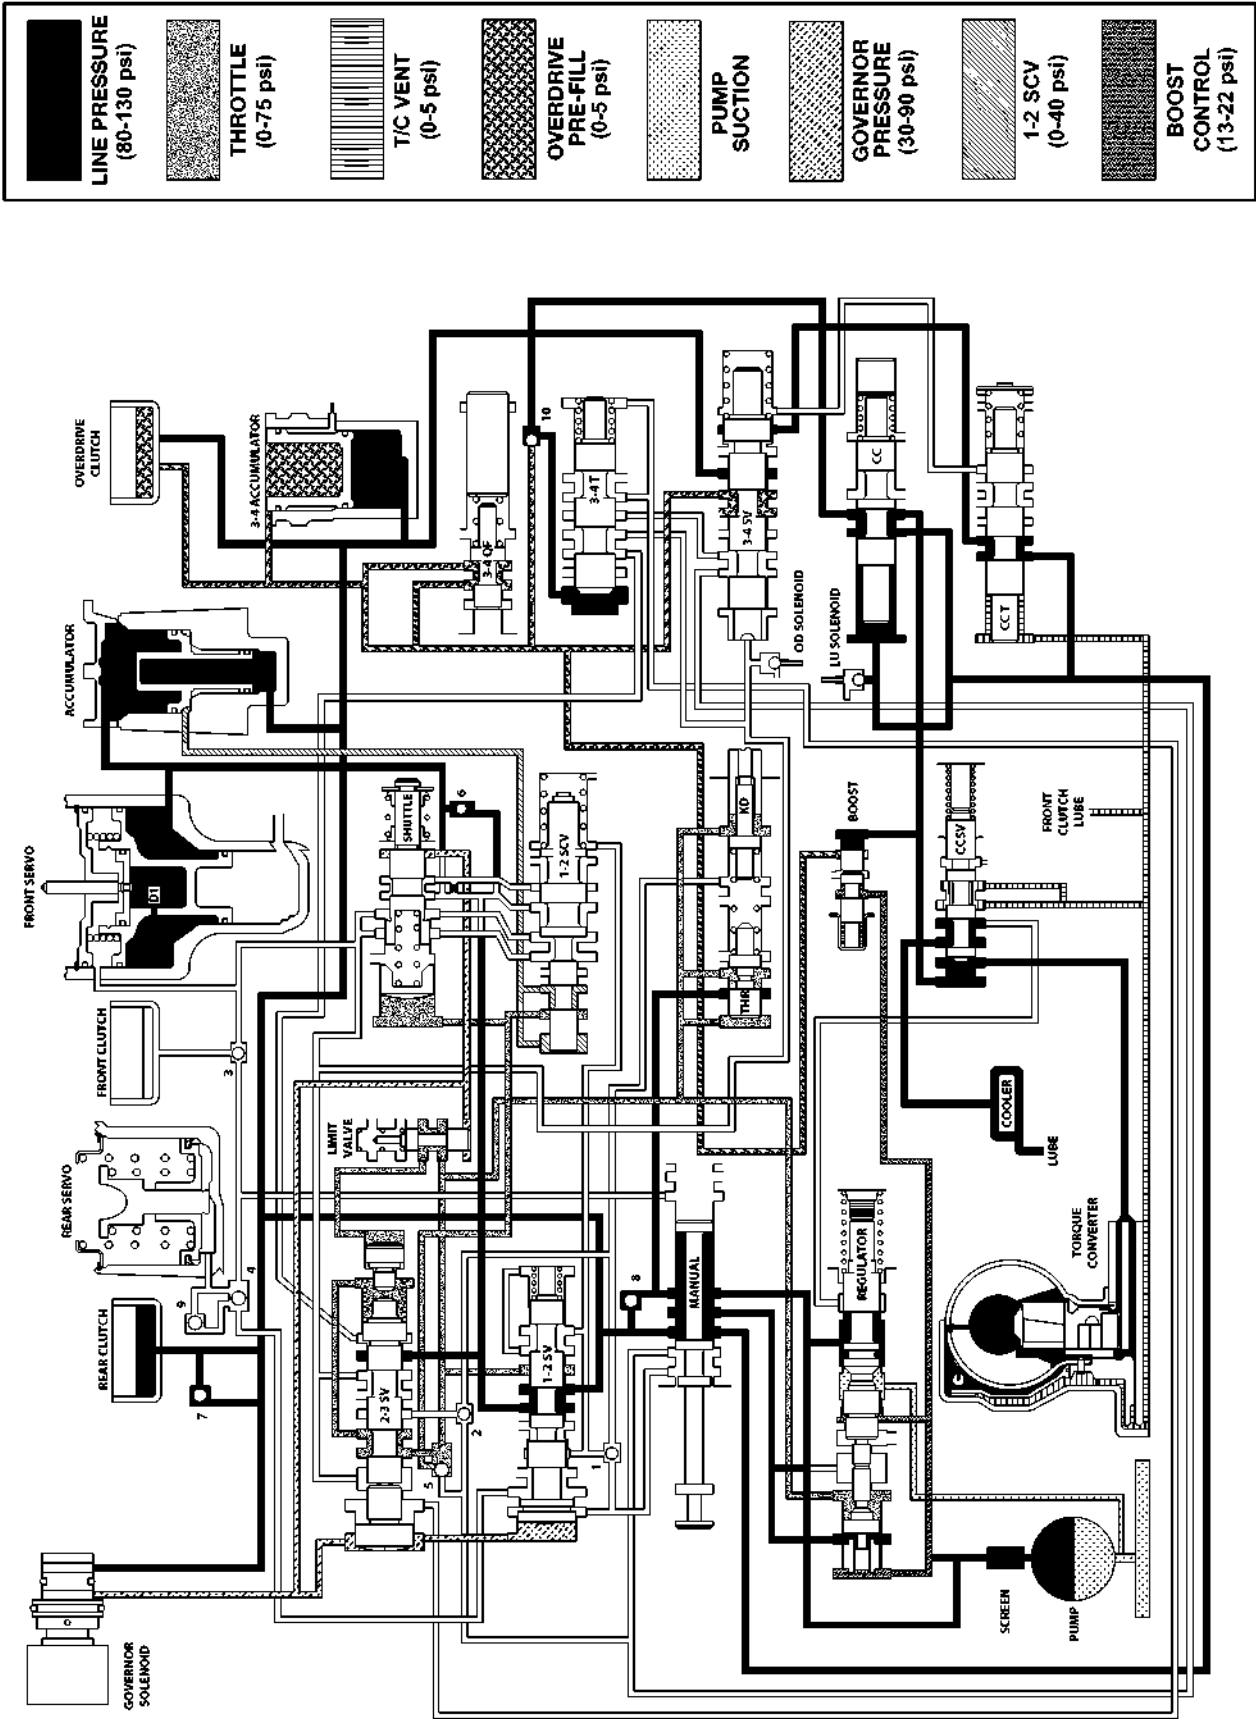 LINE PRESSURE
(80-130 psi)
THROTTLE
(0-75 psi)
T/C VENT
(0-5 psi)
OVERDRIVE
PRE-FILL
(0-5 psi)
PUMP
SUCTION
GOVERNOR
PRESSURE
(30-90 psi)
1-2 SCV
(0-40 psi)
BOOST
CONTROL
(13-22 psi)
GOVERNOR
SOLENOID
REAR CLUTCH
REAR SERVO
FRONT CLUTCH
FRONT SERVO
ACCUMULATOR
OVERDRIVE
CLUTCH
3-4 ACCUMULATOR
D1
7
9
4
3
6
10
2-3 SV
LIMIT
VALVE
SHUTTLE
3-4 QF
5
2
1-2 SV
1-2 SCV
3-4 T
1
8
MANUAL
THR
KD
3-4 SV
OD SOLENOID
LU SOLENOID
REGULATOR
BOOST
CC
CCSV
CCT
SCREEN
PUMP
TORQUE
CONVERTER
COOLER
LUBE
FRONT
CLUTCH
LUBE